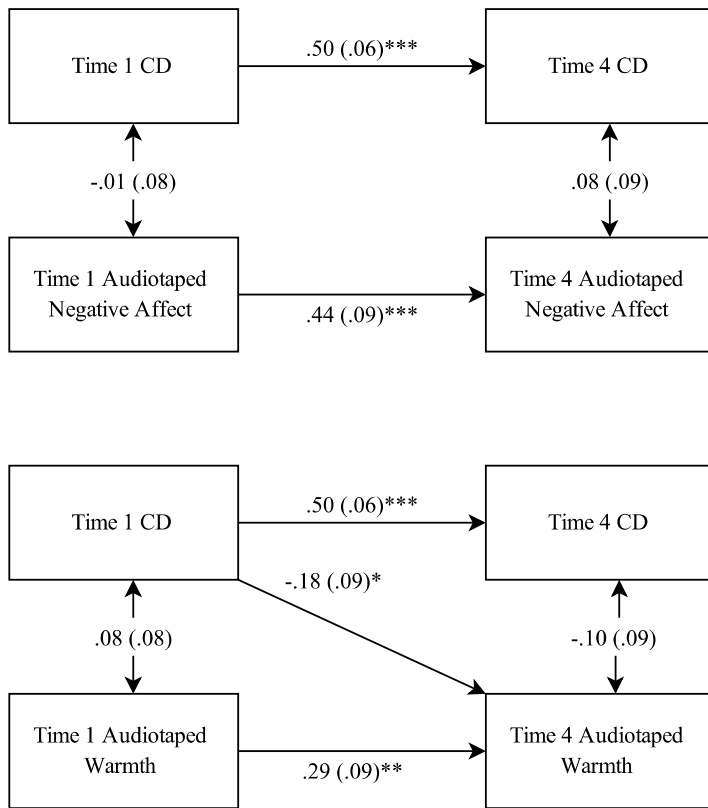 Time 1 CD
.50 (.06)***
Time 4 CD
-.01 (.08)
.08 (.09)
Time 1 Audiotaped
Negative Affect
.44 (.09)***
Time 4 Audiotaped
Negative Affect
Time 1 CD
.50 (.06)***
Time 4 CD
-.18 (.09)*
.08 (.08)
-.10 (.09)
Time 1 Audiotaped
Warmth
.29 (.09)**
Time 4 Audiotaped
Warmth